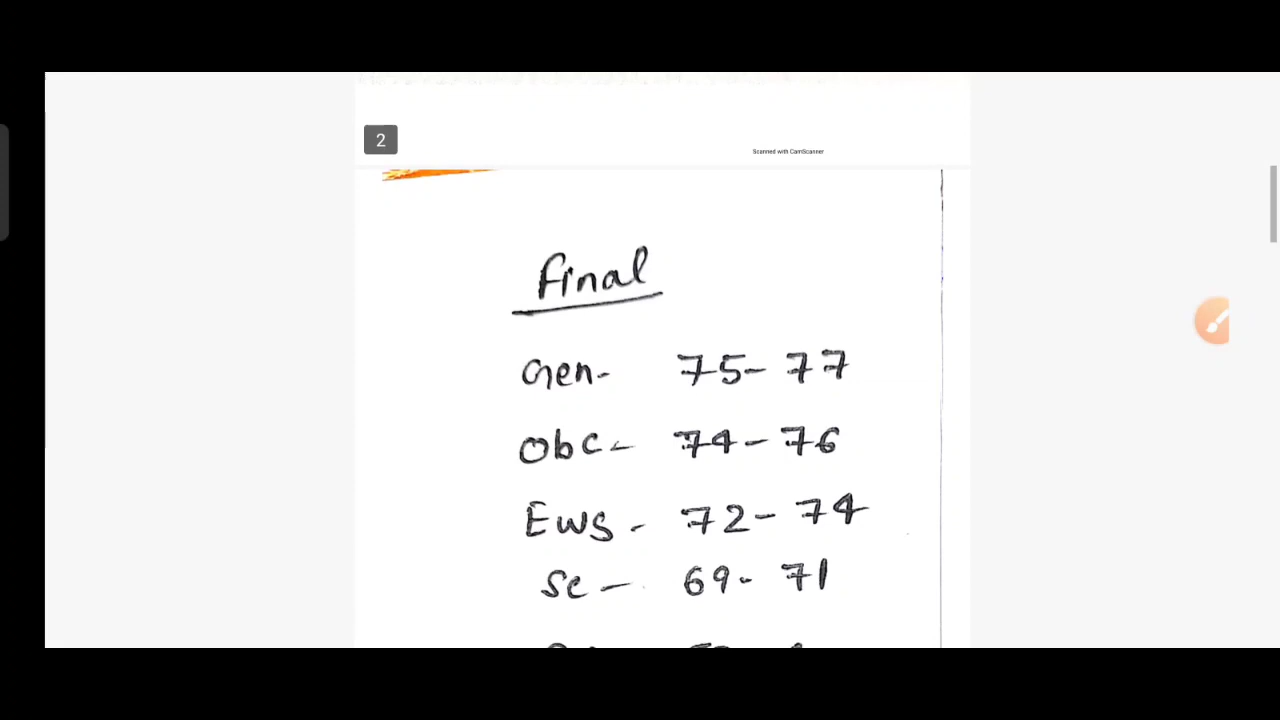 2
Scanned with CamScanner
Final
Gen- 75-77
Obc- 74-76
EWS - 72-74
Sc - 69-71